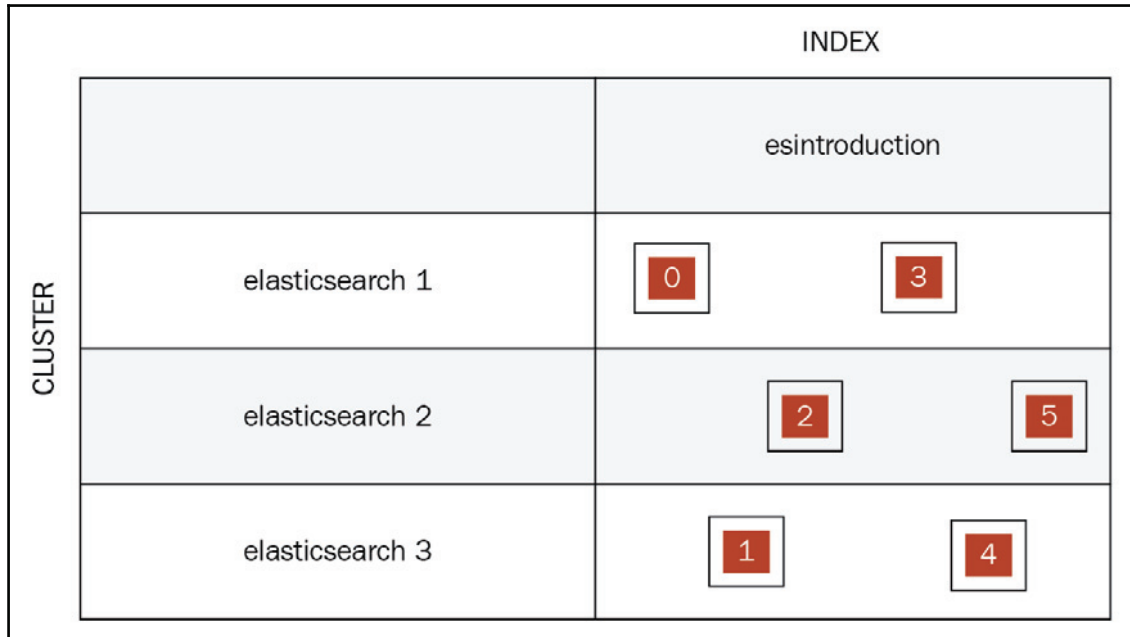 INDEX
esintroduction
CLUSTER
elasticsearch 1
0 3
elasticsearch 2
2 5
elasticsearch 3
1 4